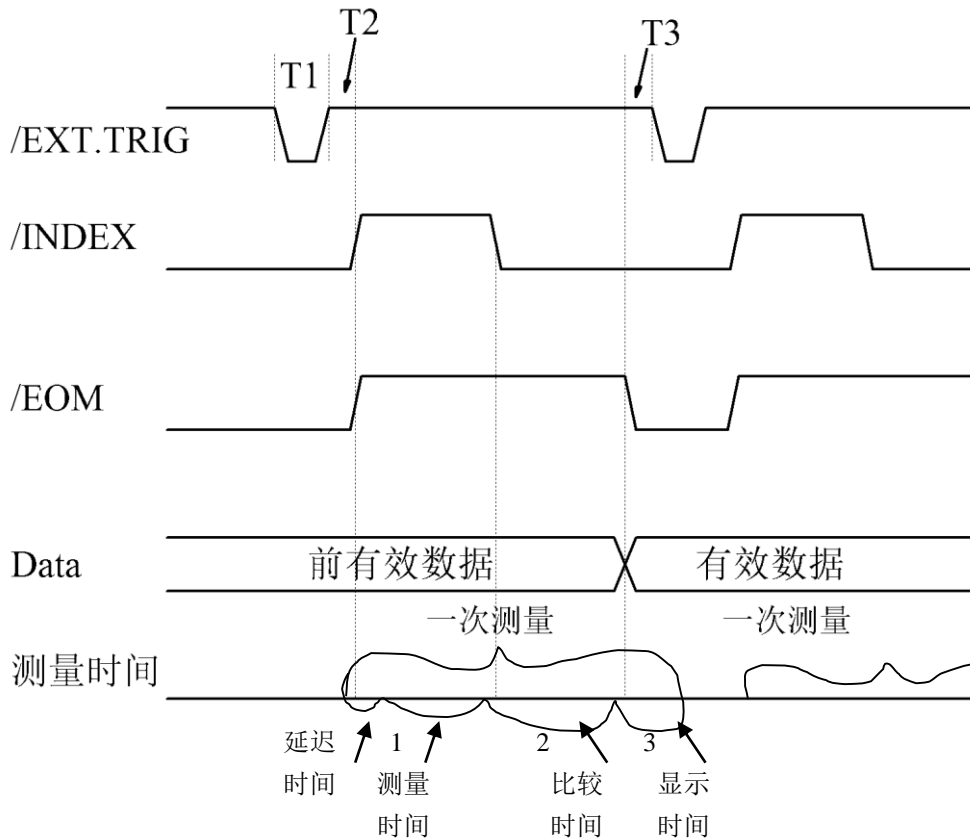 T2
T3
T1
/EXT.TRIG
/INDEX
/EOM
Data
前有效数据
有效数据
一次测量
一次测量
测量时间
延迟 1 2 3
时间 测量 比较 显示
时间 时间 时间